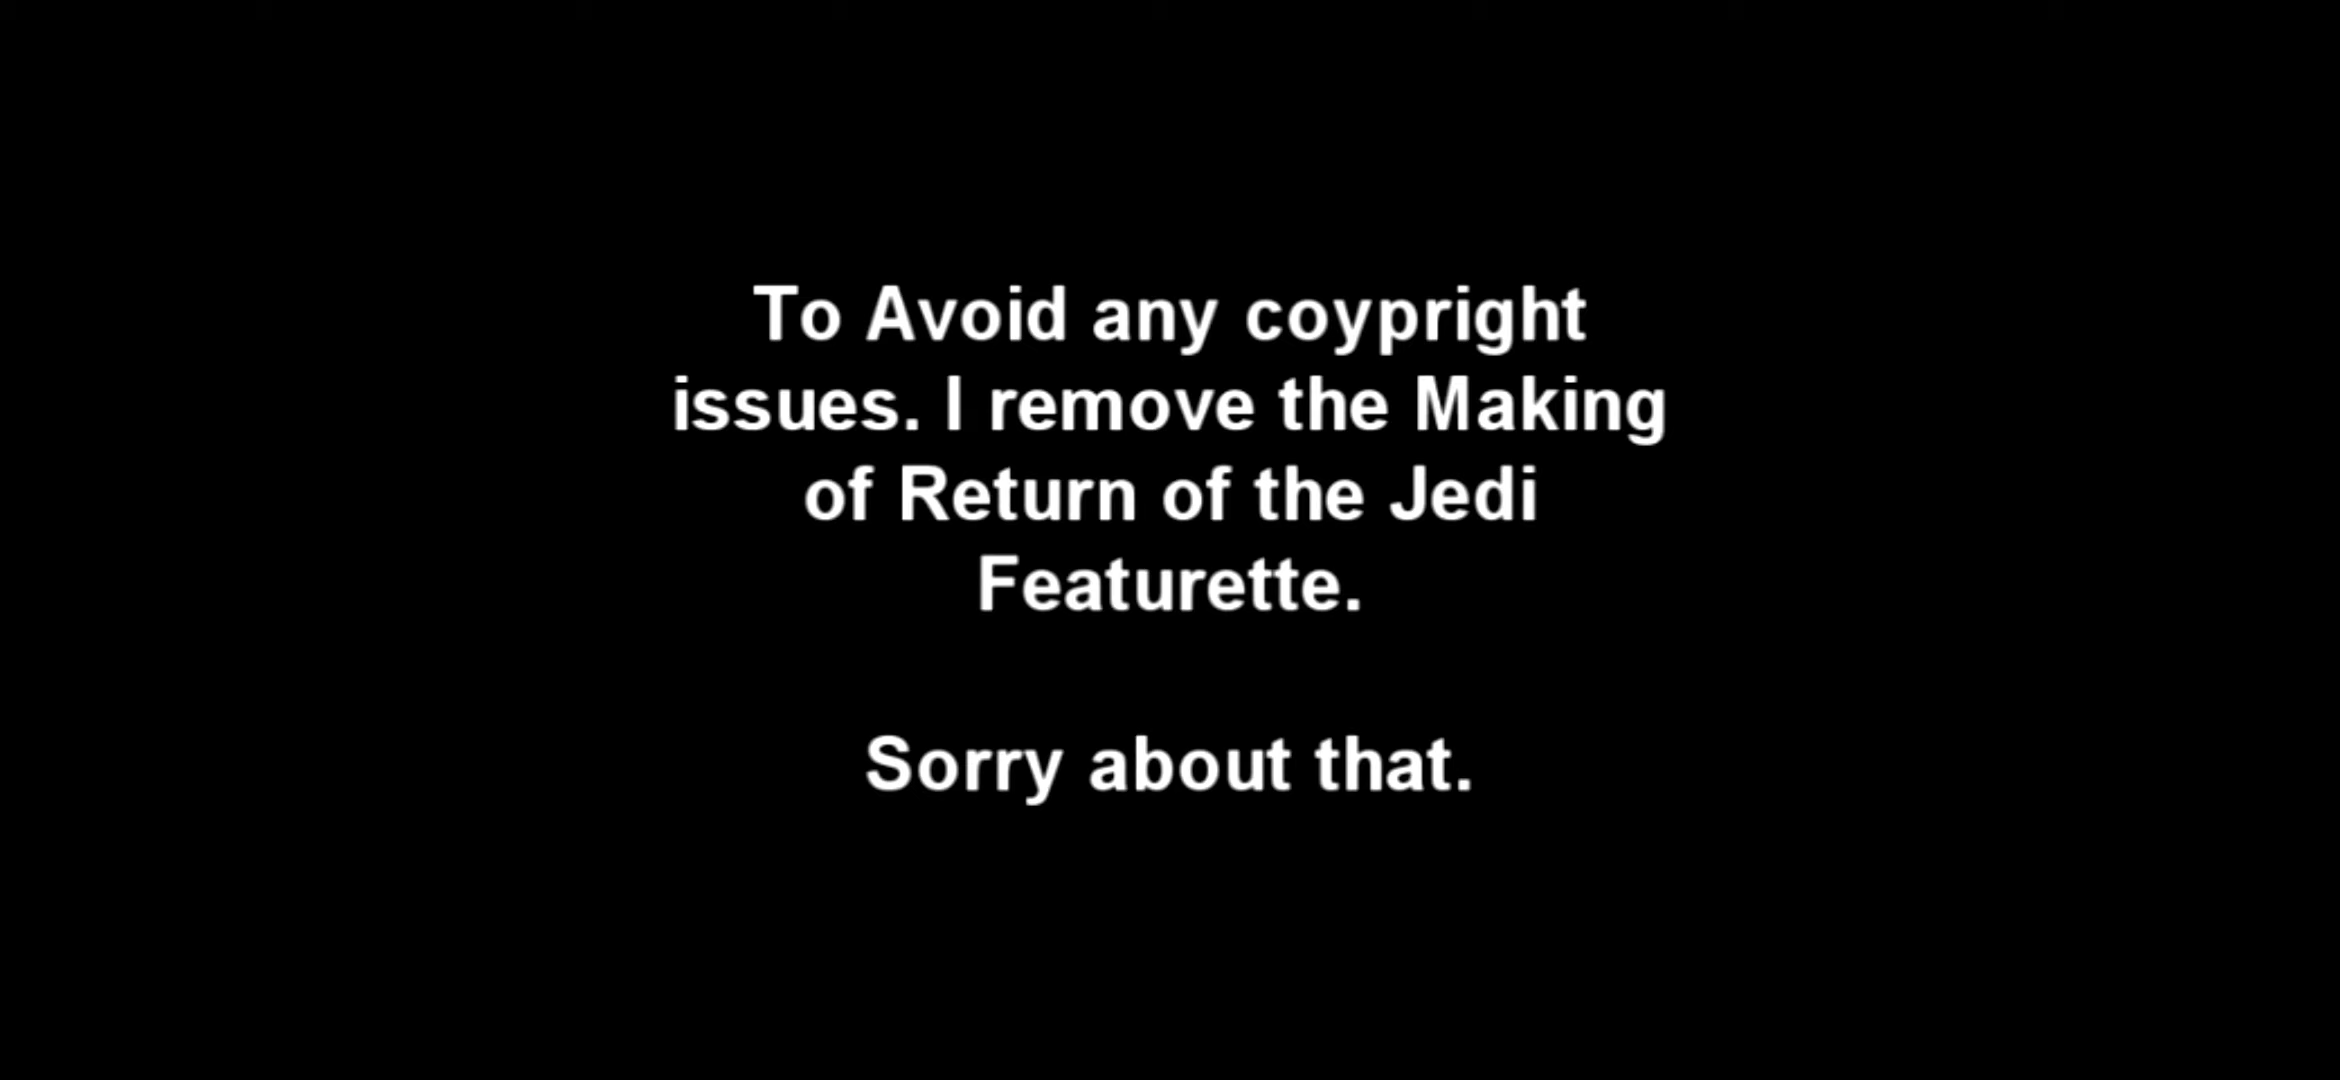 To Avoid any coypright
issues. I remove the Making
of Return of the Jedi
Featurette.
Sorry about that.